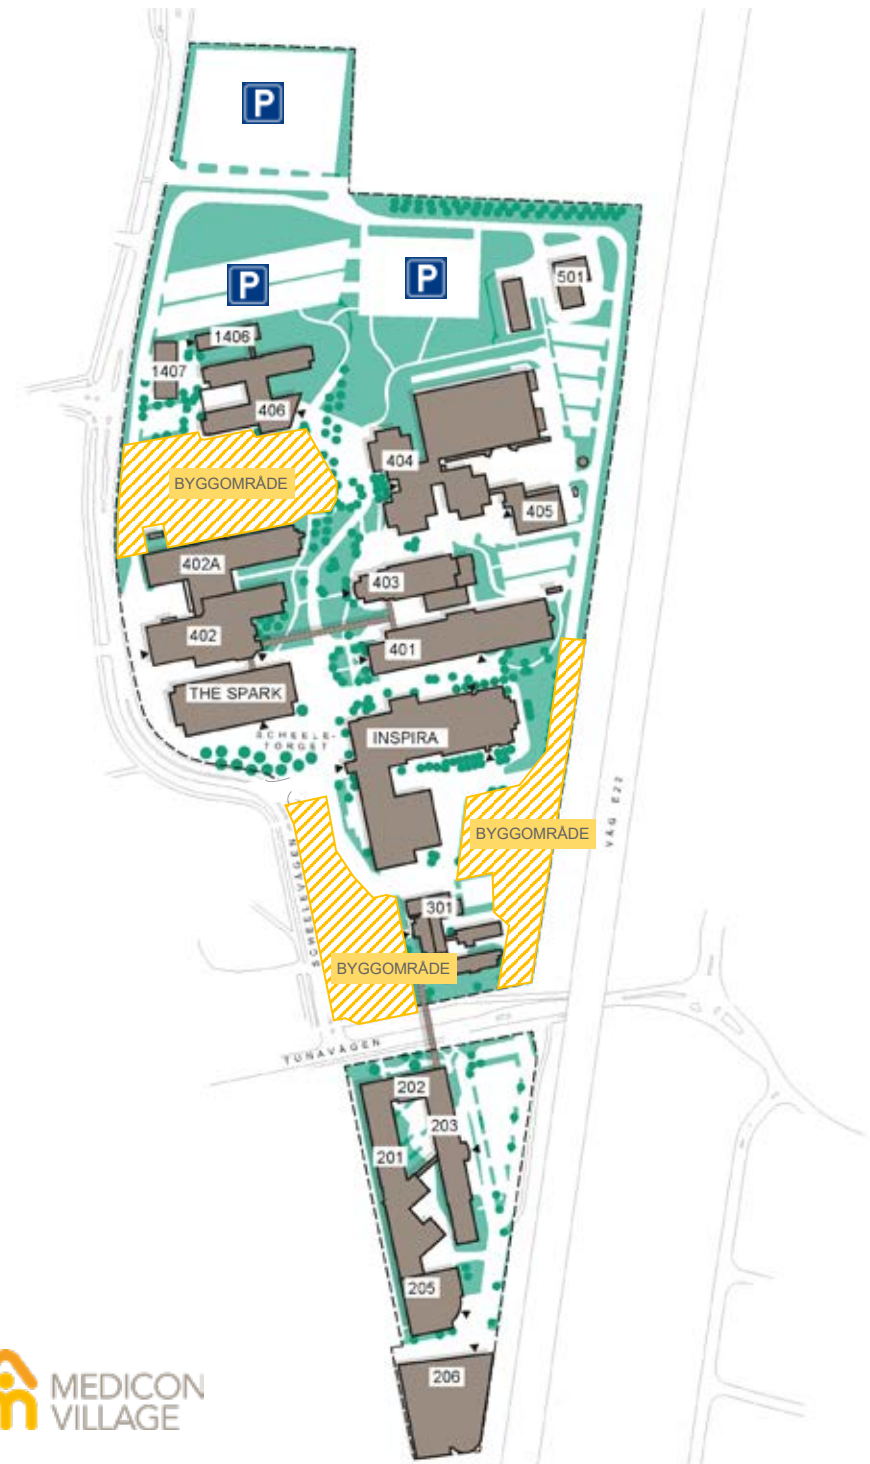 P
P
P
501
1406
1407
406
404
BYGGOMRÅDE
405
402A
403
402
401
THE SPARK
SCHEELE-
TORGET
INSPIRA
VÄG E22
BYGGOMRÅDE
SCHEELEVÄGEN
301
BYGGOMRÅDE
TUNAVÄGEN
202
203
201
205
206
MEDICON
VILLAGE